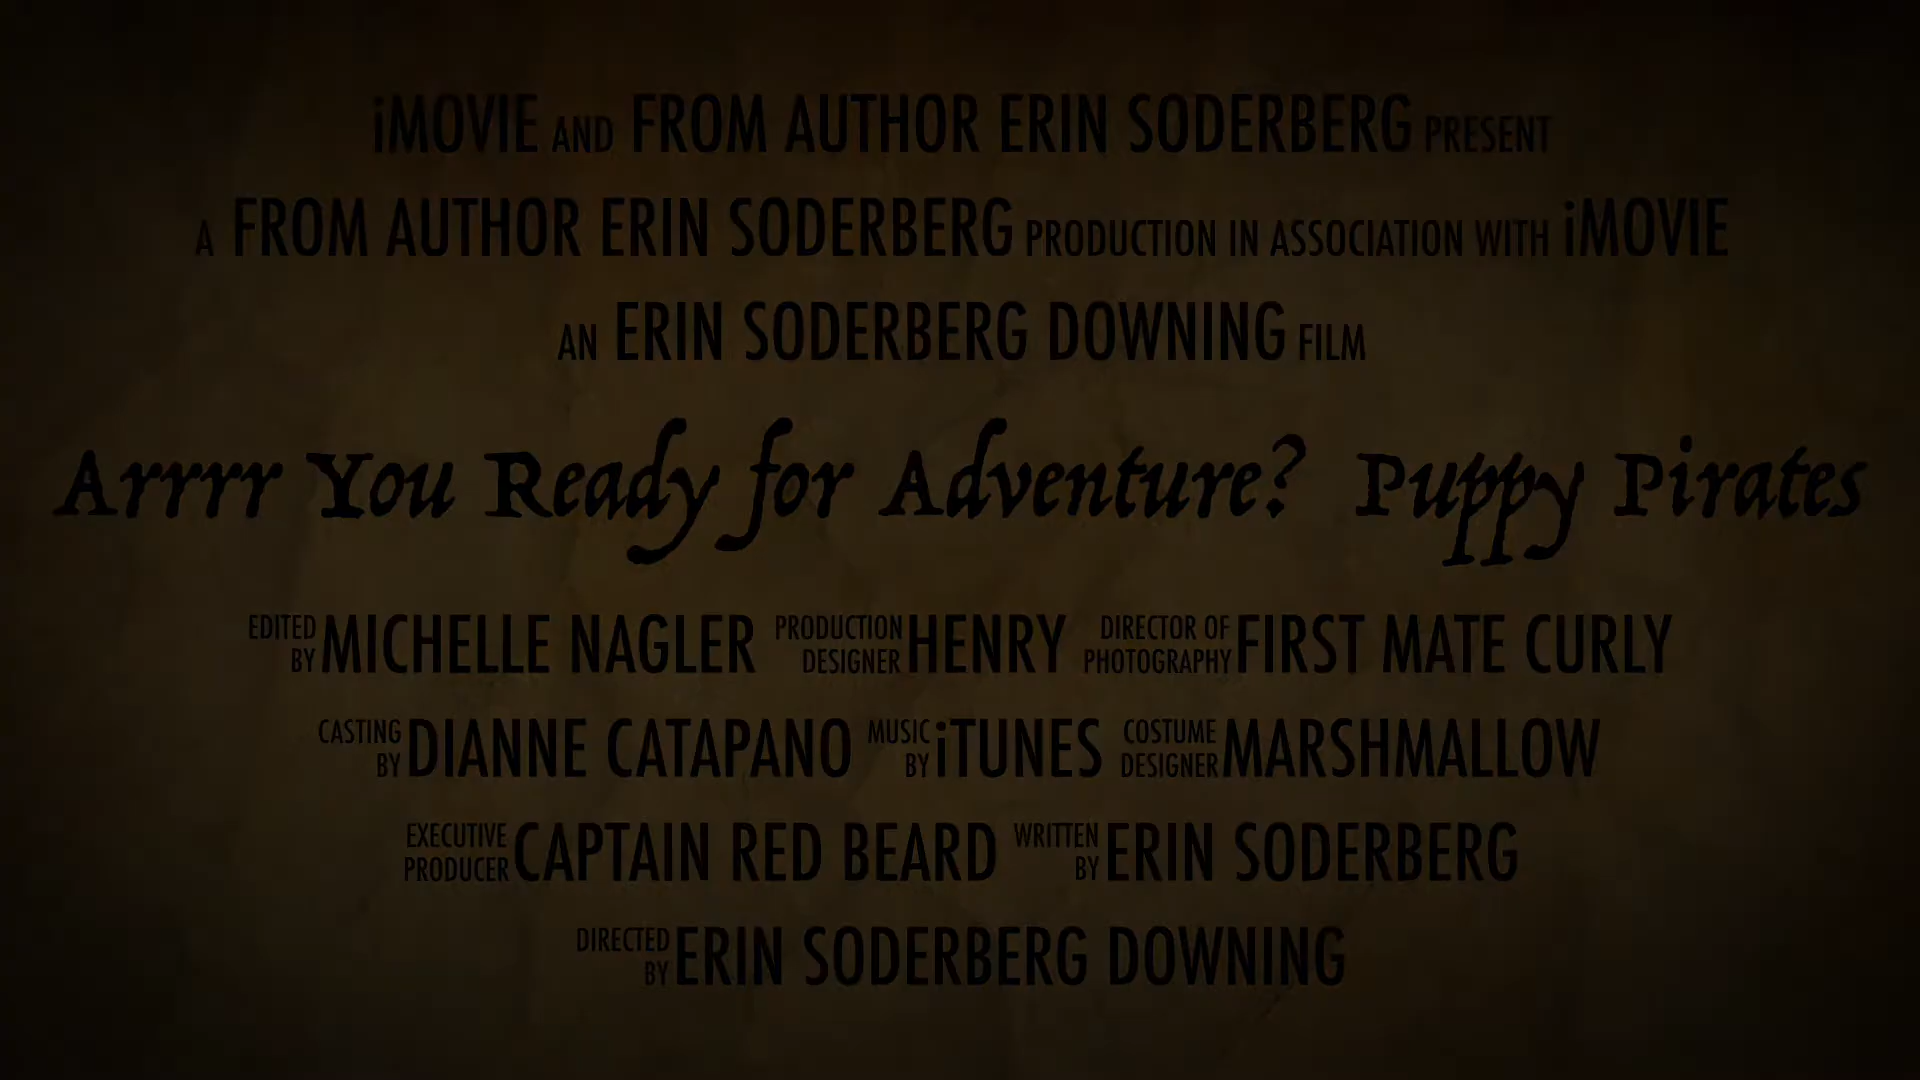 iMOVIE AND FROM AUTHOR ERIN SODERBERG PRESENT
A FROM AUTHOR ERIN SODERBERG PRODUCTION IN ASSOCIATION WITH iMOVIE
AN ERIN SODERBERG DOWNING FILM
Arrrr You Ready for Adventure? Puppy Pirates
EDITED BY MICHELLE NAGLER PRODUCTION DESIGNER HENRY DIRECTOR OF PHOTOGRAPHY FIRST MATE CURLY
CASTING BY DIANNE CATAPANO MUSIC BY iTUNES COSTUME DESIGNER MARSHMALLOW
EXECUTIVE PRODUCER CAPTAIN RED BEARD WRITTEN BY ERIN SODERBERG
DIRECTED BY ERIN SODERBERG DOWNING